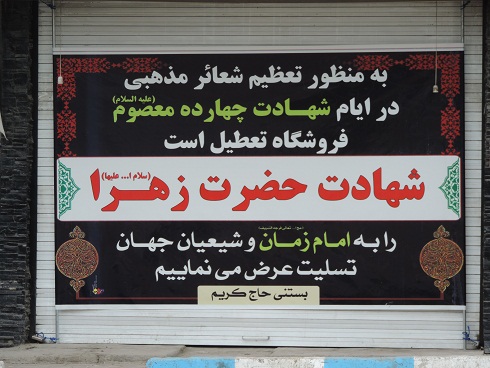 به منظور تعظیم شعائر مذهبی
در ایام شهادت چهارده معصوم (علیه السلام)
فروشگاه تعطیل است
شهادت حضرت زهرا (سلام ا... علیها)
را به امام زمان و شیعیان جهان
تسلیت عرض می نماییم
بستنی حاج کریم